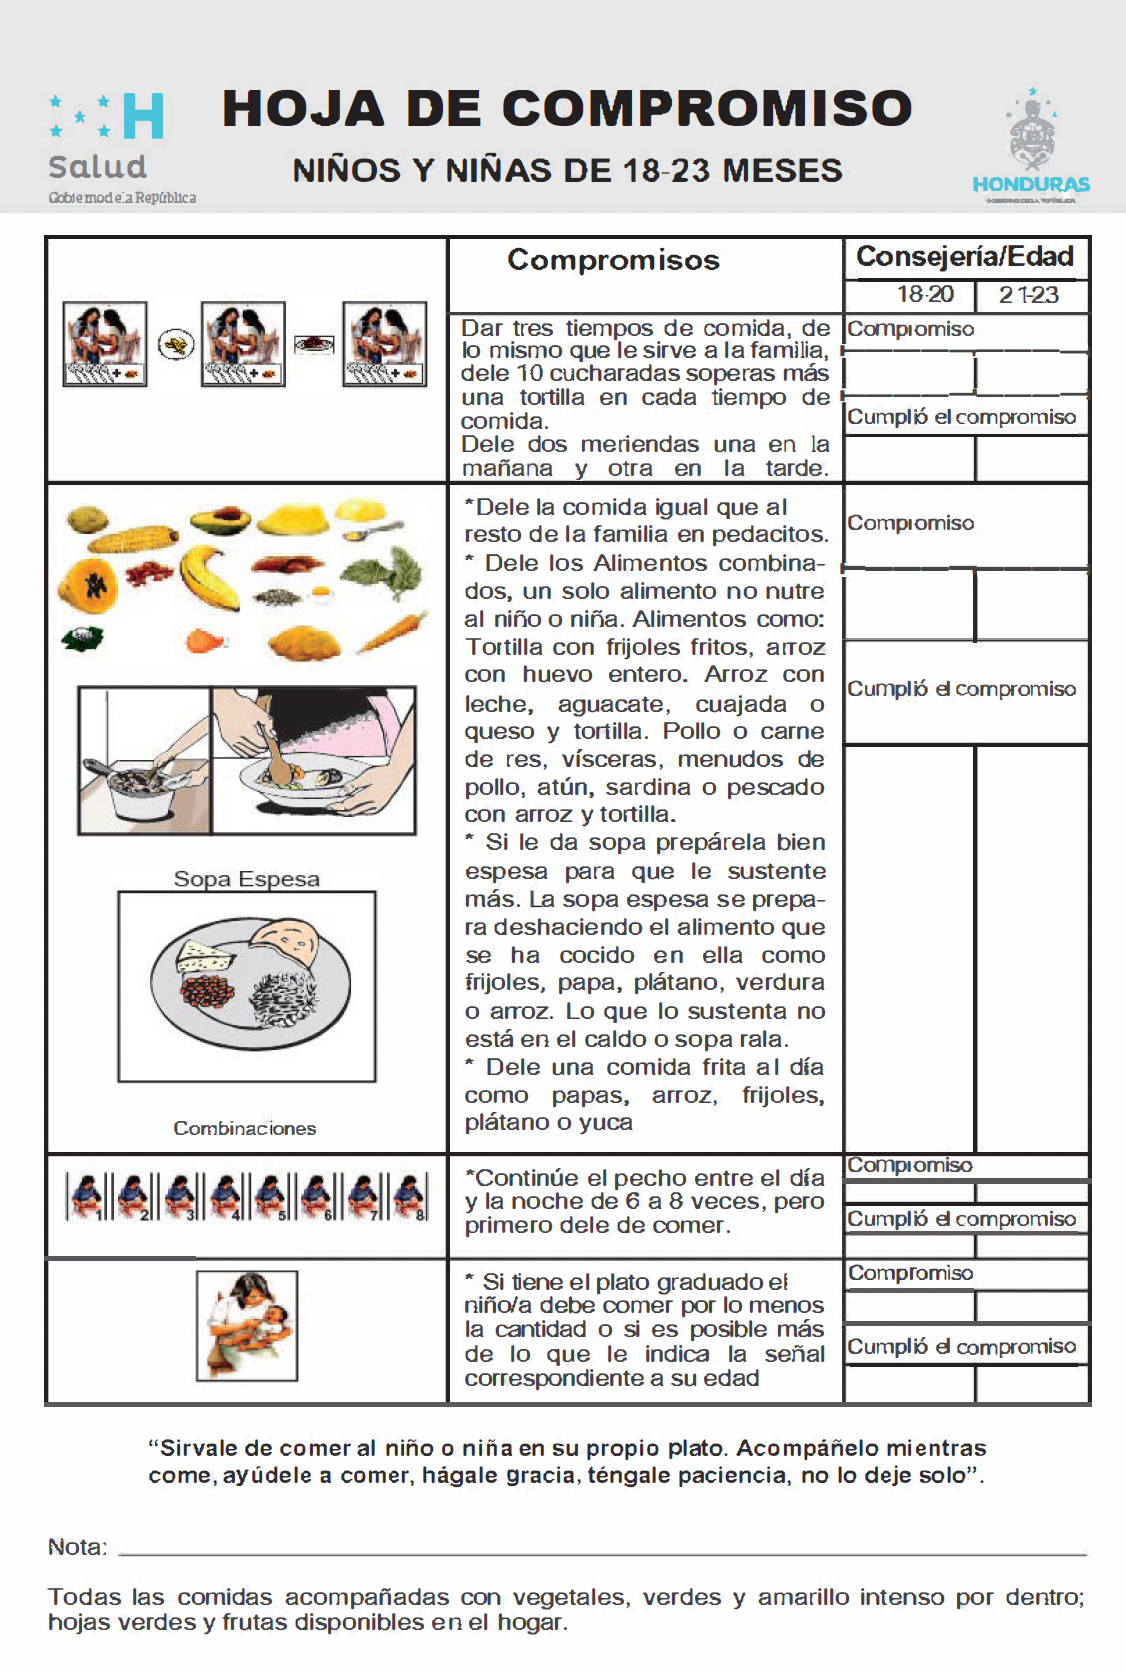 HOJA DE COMPROMISO
NIÑOS Y NIÑAS DE 18-23 MESES
H
Salud
Gobierno de la República
HONDURAS
Compromisos
Consejería/Edad
18-20
21-23
Dar tres tiempos de comida, de
lo mismo que le sirve a la familia,
dele 10 cucharadas soperas más
una tortilla en cada tiempo de
comida.
Dele dos meriendas una en la
mañana y otra en la tarde.
Compromiso
Cumplió el compromiso
*Dele la comida igual que al
resto de la familia en pedacitos.
* Dele los Alimentos combina-
dos, un solo alimento no nutre
al niño o niña. Alimentos como:
Tortilla con frijoles fritos, arroz
con huevo entero. Arroz con
leche, aguacate, cuajada o
queso y tortilla. Pollo o carne
de res, vísceras, menudos de
pollo, atún, sardina o pescado
con arroz y tortilla.
* Si le da sopa prepárela bien
espesa para que le sustente
más. La sopa espesa se prepa-
ra deshaciendo el alimento que
se ha cocido en ella como
frijoles, papa, plátano, verdura
o arroz. Lo que lo sustenta no
está en el caldo o sopa rala.
* Dele una comida frita al día
como papas, arroz, frijoles,
plátano o yuca
Sopa Espesa
Combinaciones
Compromiso
Cumplió el compromiso
1 2 3 4 5 6 7 8
*Continúe el pecho entre el día
y la noche de 6 a 8 veces, pero
primero dele de comer.
Compromiso
Cumplió el compromiso
* Si tiene el plato graduado el
niño/a debe comer por lo menos
la cantidad o si es posible más
de lo que le indica la señal
correspondiente a su edad
Compromiso
Cumplió el compromiso
“Sirvale de comer al niño o niña en su propio plato. Acompáñelo mientras
come, ayúdele a comer, hágale gracia, téngale paciencia, no lo deje solo”.
Nota:
Todas las comidas acompañadas con vegetales, verdes y amarillo intenso por dentro;
hojas verdes y frutas disponibles en el hogar.